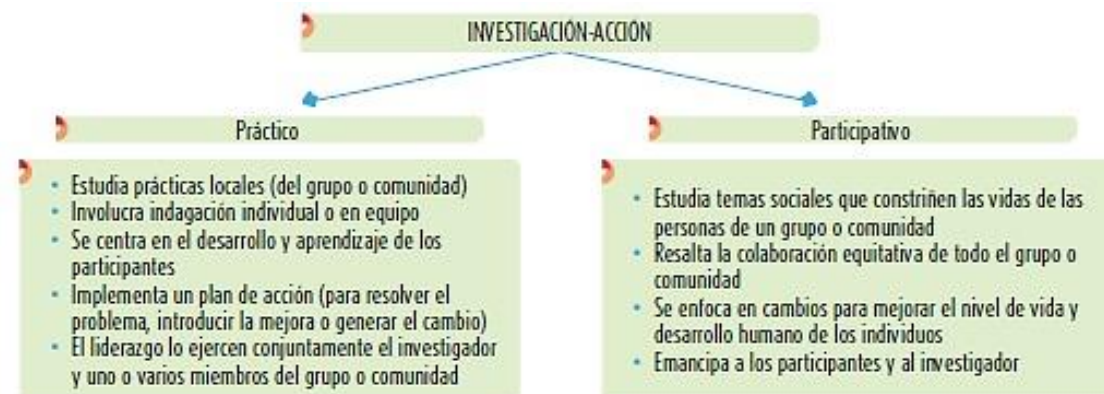 INVESTIGACIÓN-ACCIÓN
Práctico
• Estudia prácticas locales (del grupo o comunidad)
• Involucra indagación individual o en equipo
• Se centra en el desarrollo y aprendizaje de los
participantes
• Implementa un plan de acción (para resolver el
problema, introducir la mejora o generar el cambio)
• El liderazgo lo ejercen conjuntamente el investigador
y uno o varios miembros del grupo o comunidad
Participativo
• Estudia temas sociales que constriñen las vidas de las
personas de un grupo o comunidad
• Resalta la colaboración equitativa de todo el grupo o
comunidad
• Se enfoca en cambios para mejorar el nivel de vida y
desarrollo humano de los individuos
• Emancipa a los participantes y al investigador